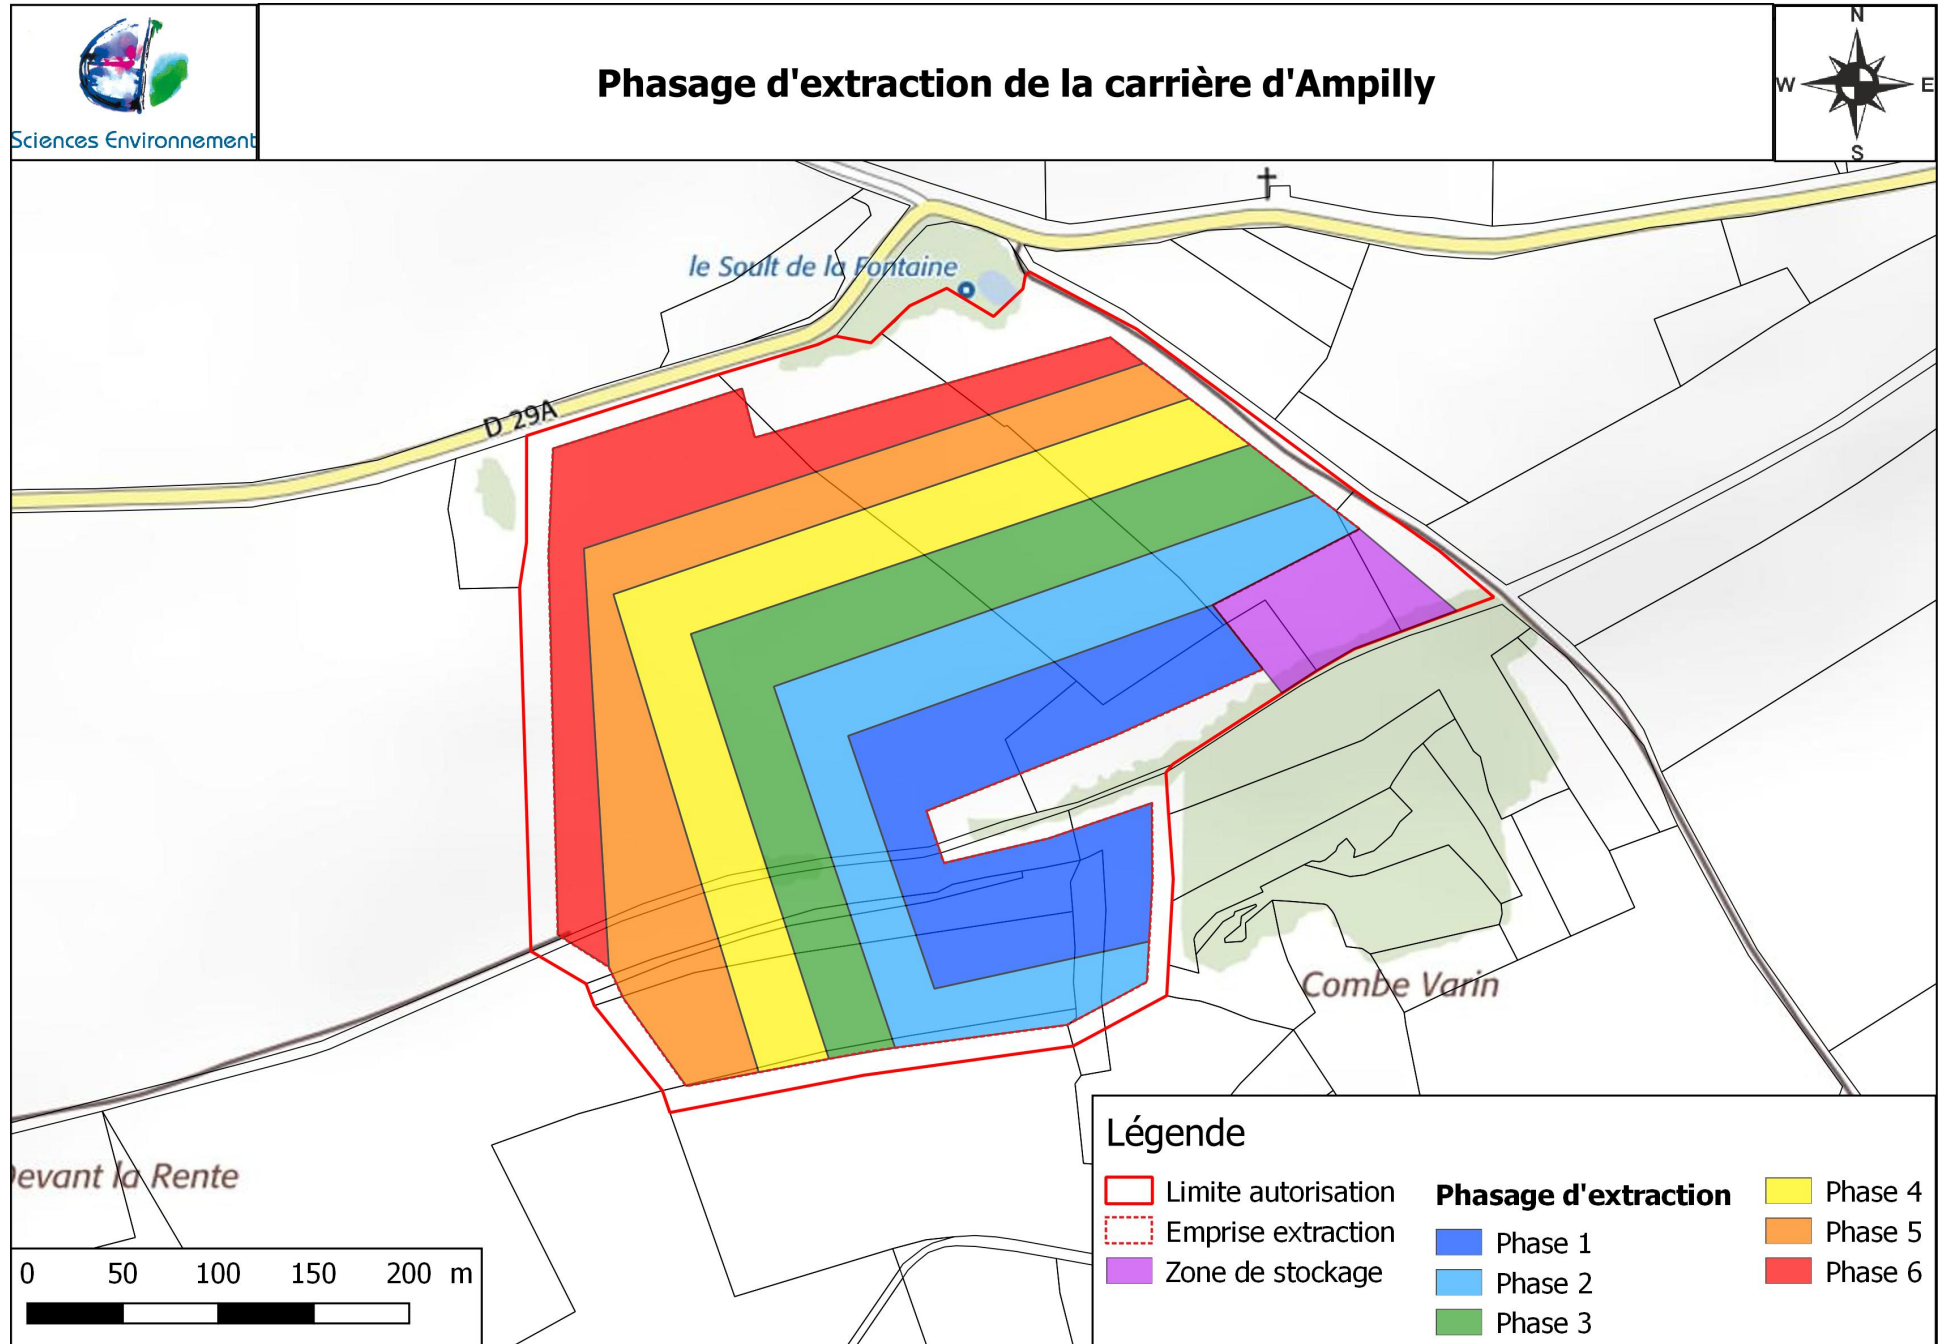 Sciences Environnement
Phasage d'extraction de la carrière d'Ampilly
N
W
E
S
le Soult de la Fontaine
D 29A
Combe Varin
Devant la Rente
0 50 100 150 200 m
Légende
Limite autorisation
Emprise extraction
Zone de stockage
Phasage d'extraction
Phase 1
Phase 2
Phase 3
Phase 4
Phase 5
Phase 6